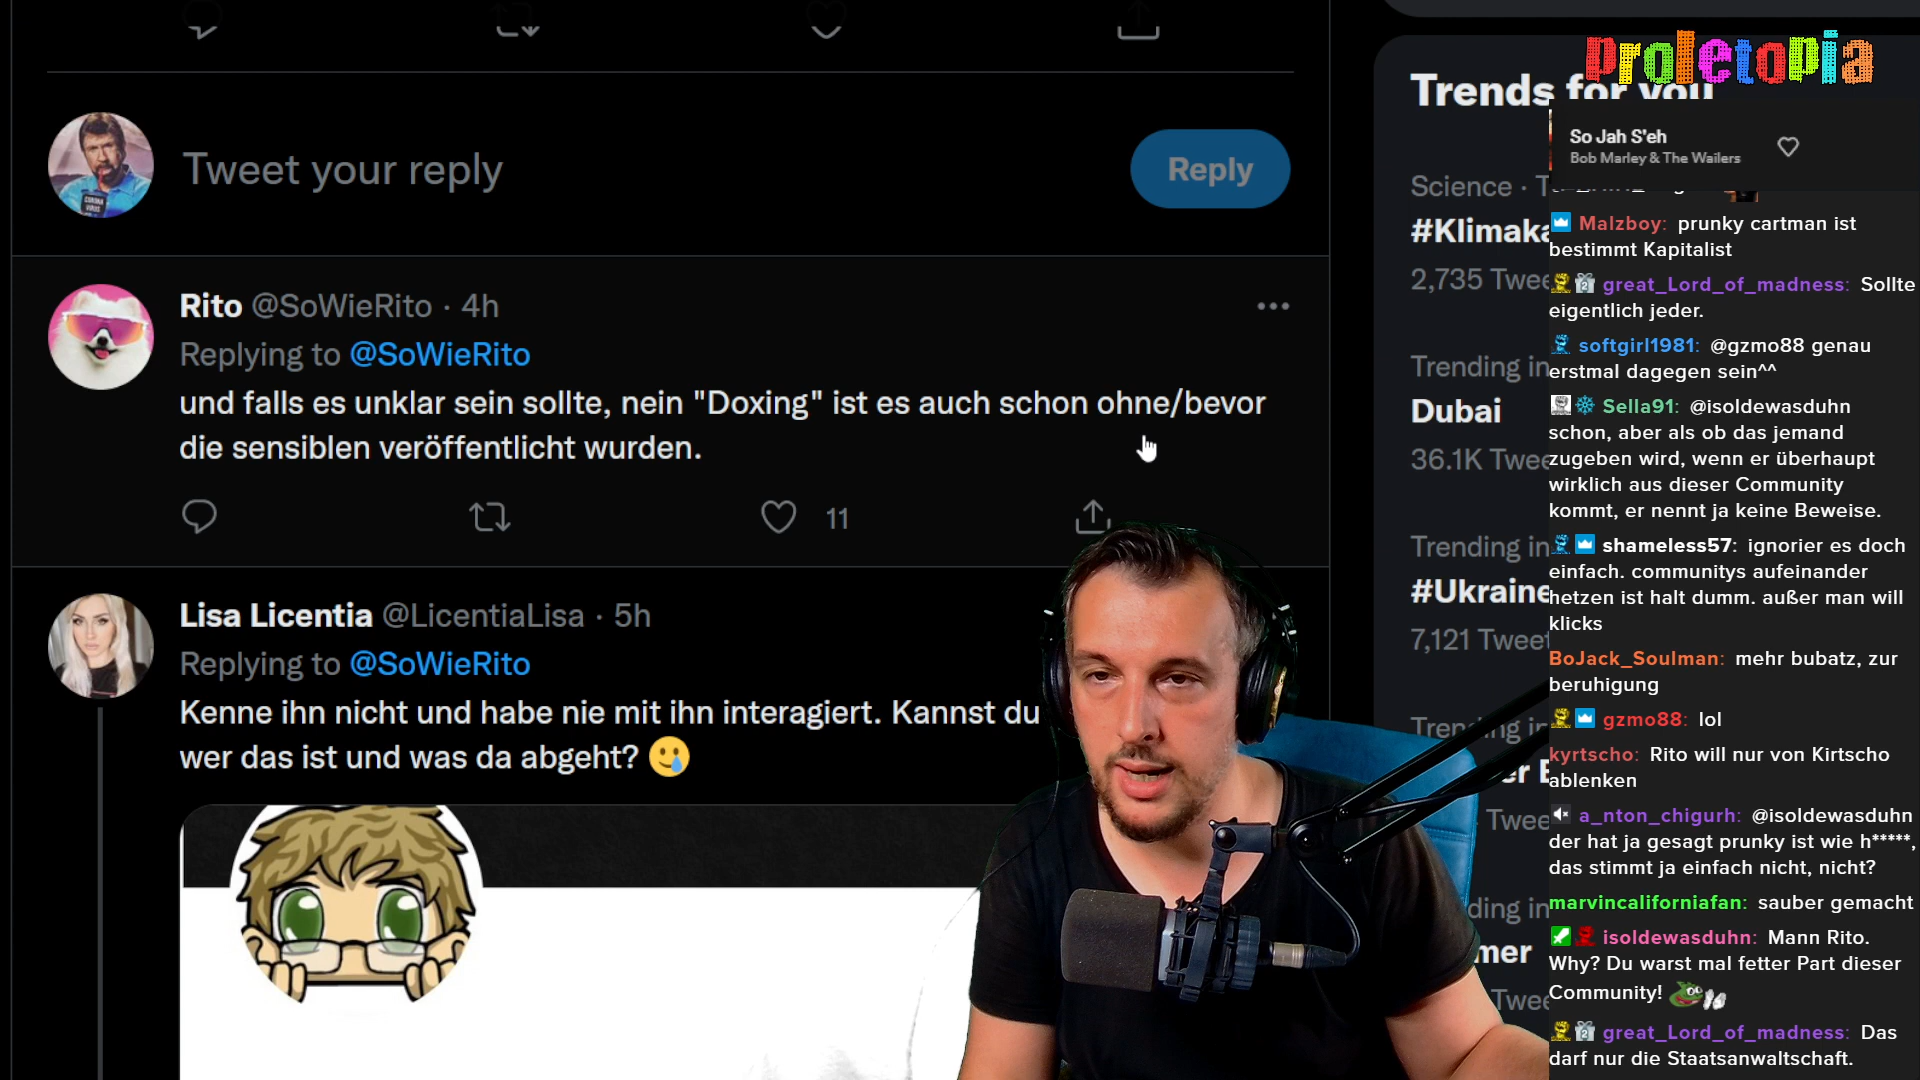 Proletopia
Trends for you
So Jah S'eh
Bob Marley & The Wailers
Tweet your reply
Reply
CORONA
VIRUS
Science · T
#Klimaka
2,735 Twee
Rito @SoWieRito · 4h
Replying to @SoWieRito
und falls es unklar sein sollte, nein "Doxing" ist es auch schon ohne/bevor
die sensiblen veröffentlicht wurden.
11
Trending in
Dubai
36.1K Twee
Trending in
#Ukraine
7,121 Tweet
Lisa Licentia @LicentiaLisa · 5h
Replying to @SoWieRito
Kenne ihn nicht und habe nie mit ihn interagiert. Kannst du
wer das ist und was da abgeht?
Twee
ding in
mer
Twee
Malzboy: prunky cartman ist
bestimmt Kapitalist
great_Lord_of_madness: Sollte
eigentlich jeder.
softgirl1981: @gzmo88 genau
erstmal dagegen sein^^
Sella91: @isoldewasduhn
schon, aber als ob das jemand
zugeben wird, wenn er überhaupt
wirklich aus dieser Community
kommt, er nennt ja keine Beweise.
shameless57: ignorier es doch
einfach. communitys aufeinander
hetzen ist halt dumm. außer man will
klicks
BoJack_Soulman: mehr bubatz, zur
beruhigung
gzmo88: lol
kyrtscho: Rito will nur von Kirtscho
ablenken
a_nton_chigurh: @isoldewasduhn
der hat ja gesagt prunky ist wie h*****,
das stimmt ja einfach nicht, nicht?
marvincaliforniafan: sauber gemacht
isoldewasduhn: Mann Rito.
Why? Du warst mal fetter Part dieser
Community!
great_Lord_of_madness: Das
darf nur die Staatsanwaltschaft.